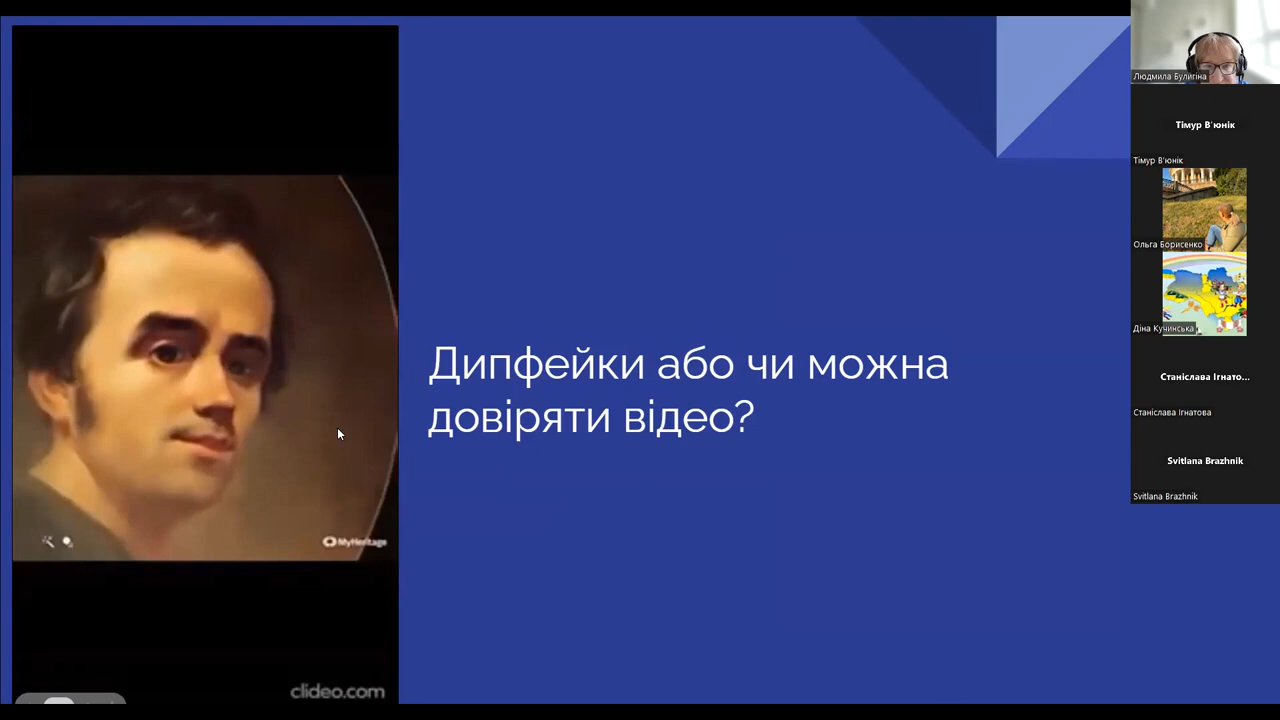 Дипфейки або чи можна
довіряти відео?
MyHeritage
clideo.com
Людмила Булигіна
Тімур В'юнік
Тімур В'юнік
Ольга Борисенко
Діна Кучинська
Станіслава Ігнато...
Станіслава Ігнатова
Svitlana Brazhnik
Svitlana Brazhnik